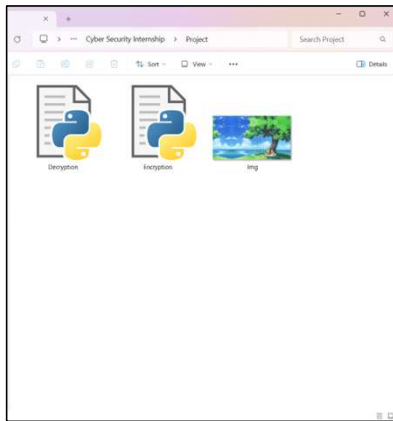 Cyber Security Internship > Project
Search Project
Sort
View
Details
Decryption
Encryption
Img